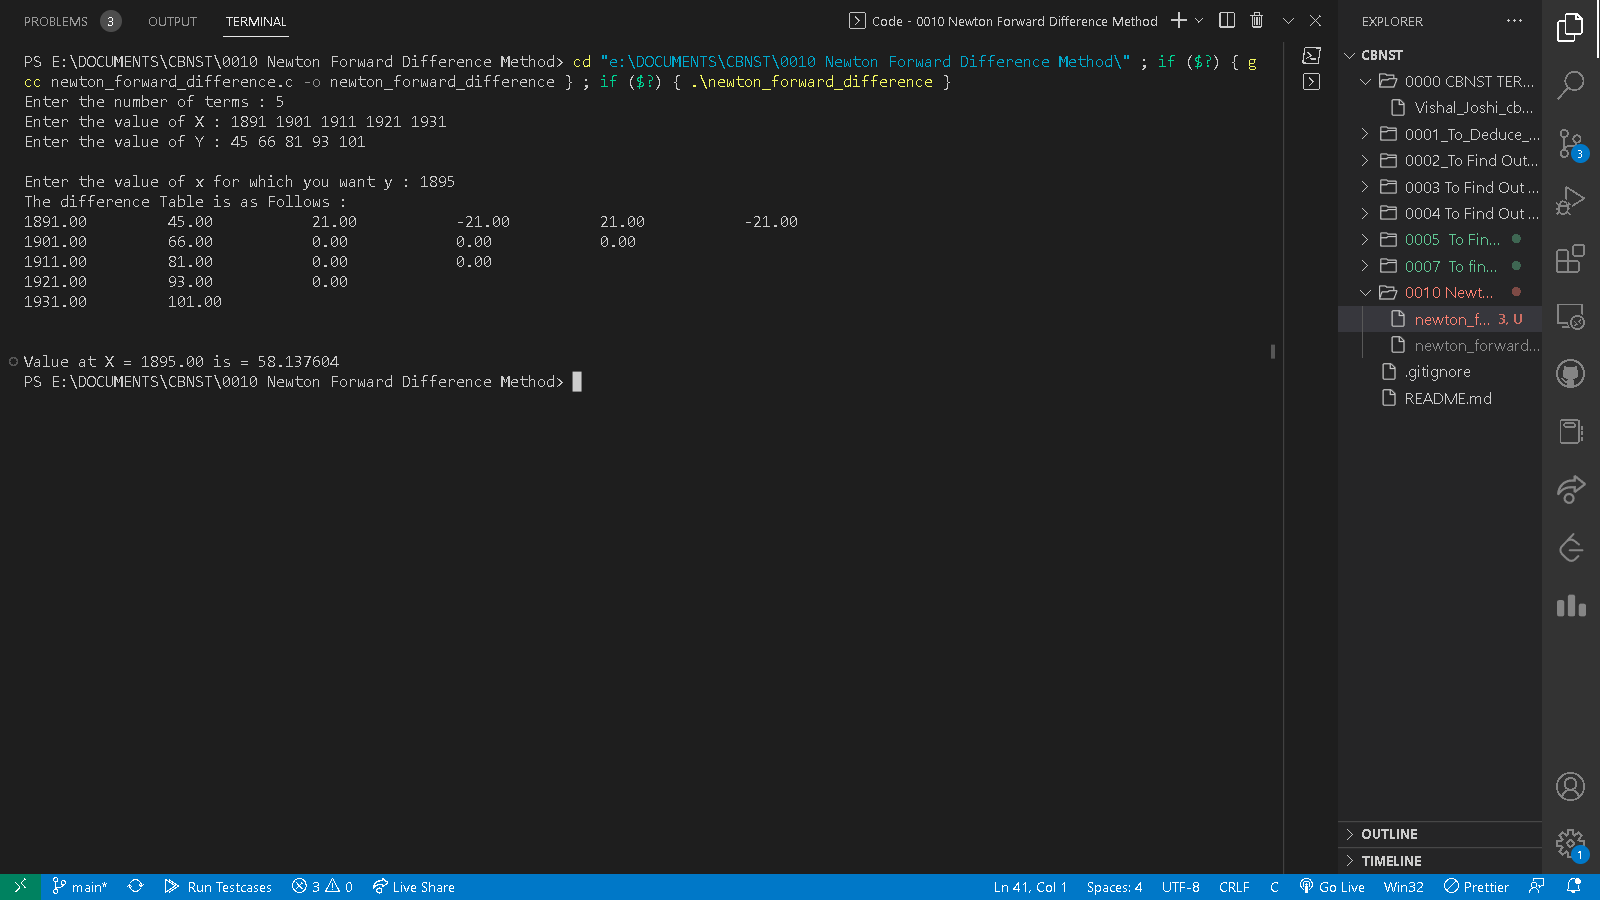 PROBLEMS 3 OUTPUT TERMINAL Code - 0010 Newton Forward Difference Method
PS E:\DOCUMENTS\CBNST\0010 Newton Forward Difference Method> cd "e:\DOCUMENTS\CBNST\0010 Newton Forward Difference Method\" ; if ($?) { g
cc newton_forward_difference.c -o newton_forward_difference } ; if ($?) { .\newton_forward_difference }
Enter the number of terms : 5
Enter the value of X : 1891 1901 1911 1921 1931
Enter the value of Y : 45 66 81 93 101
Enter the value of x for which you want y : 1895
The difference Table is as Follows :
1891.00 45.00 21.00 -21.00 21.00 -21.00
1901.00 66.00 0.00 0.00 0.00
1911.00 81.00 0.00 0.00
1921.00 93.00 0.00
1931.00 101.00
Value at X = 1895.00 is = 58.137604
PS E:\DOCUMENTS\CBNST\0010 Newton Forward Difference Method>
EXPLORER
CBNST
0000 CBNST TER...
Vishal_Joshi_cb...
0001_To_Deduce_...
0002_To Find Out...
0003 To Find Out ...
0004 To Find Out ...
0005 To Fin...
0007 To fin...
0010 Newt...
newton_f... 3, U
newton_forward...
.gitignore
README.md
OUTLINE
TIMELINE
3
1
main* Run Testcases 3 0 Live Share Ln 41, Col 1 Spaces: 4 UTF-8 CRLF C Go Live Win32 Prettier